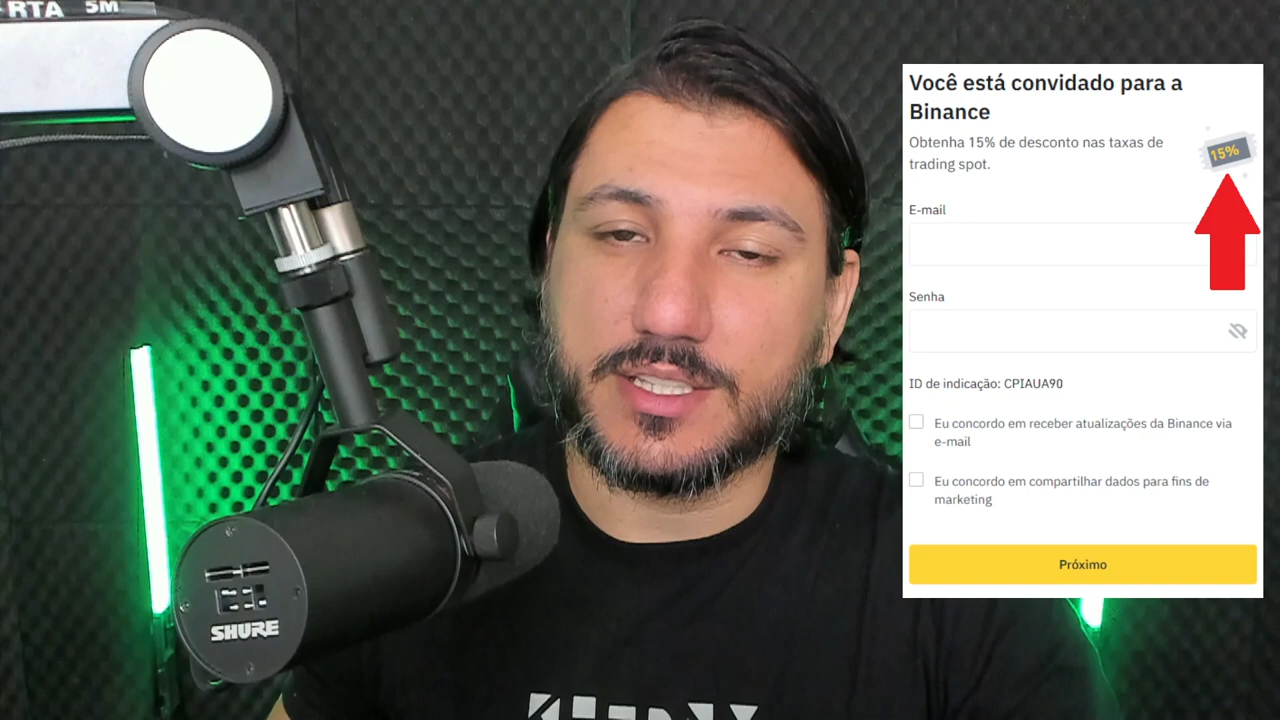 RTA 5M
Você está convidado para a
Binance
Obtenha 15% de desconto nas taxas de
trading spot.
15%
E-mail
Senha
ID de indicação: CPIAUA90
Eu concordo em receber atualizações da Binance via
e-mail
Eu concordo em compartilhar dados para fins de
marketing
Próximo
SHURE